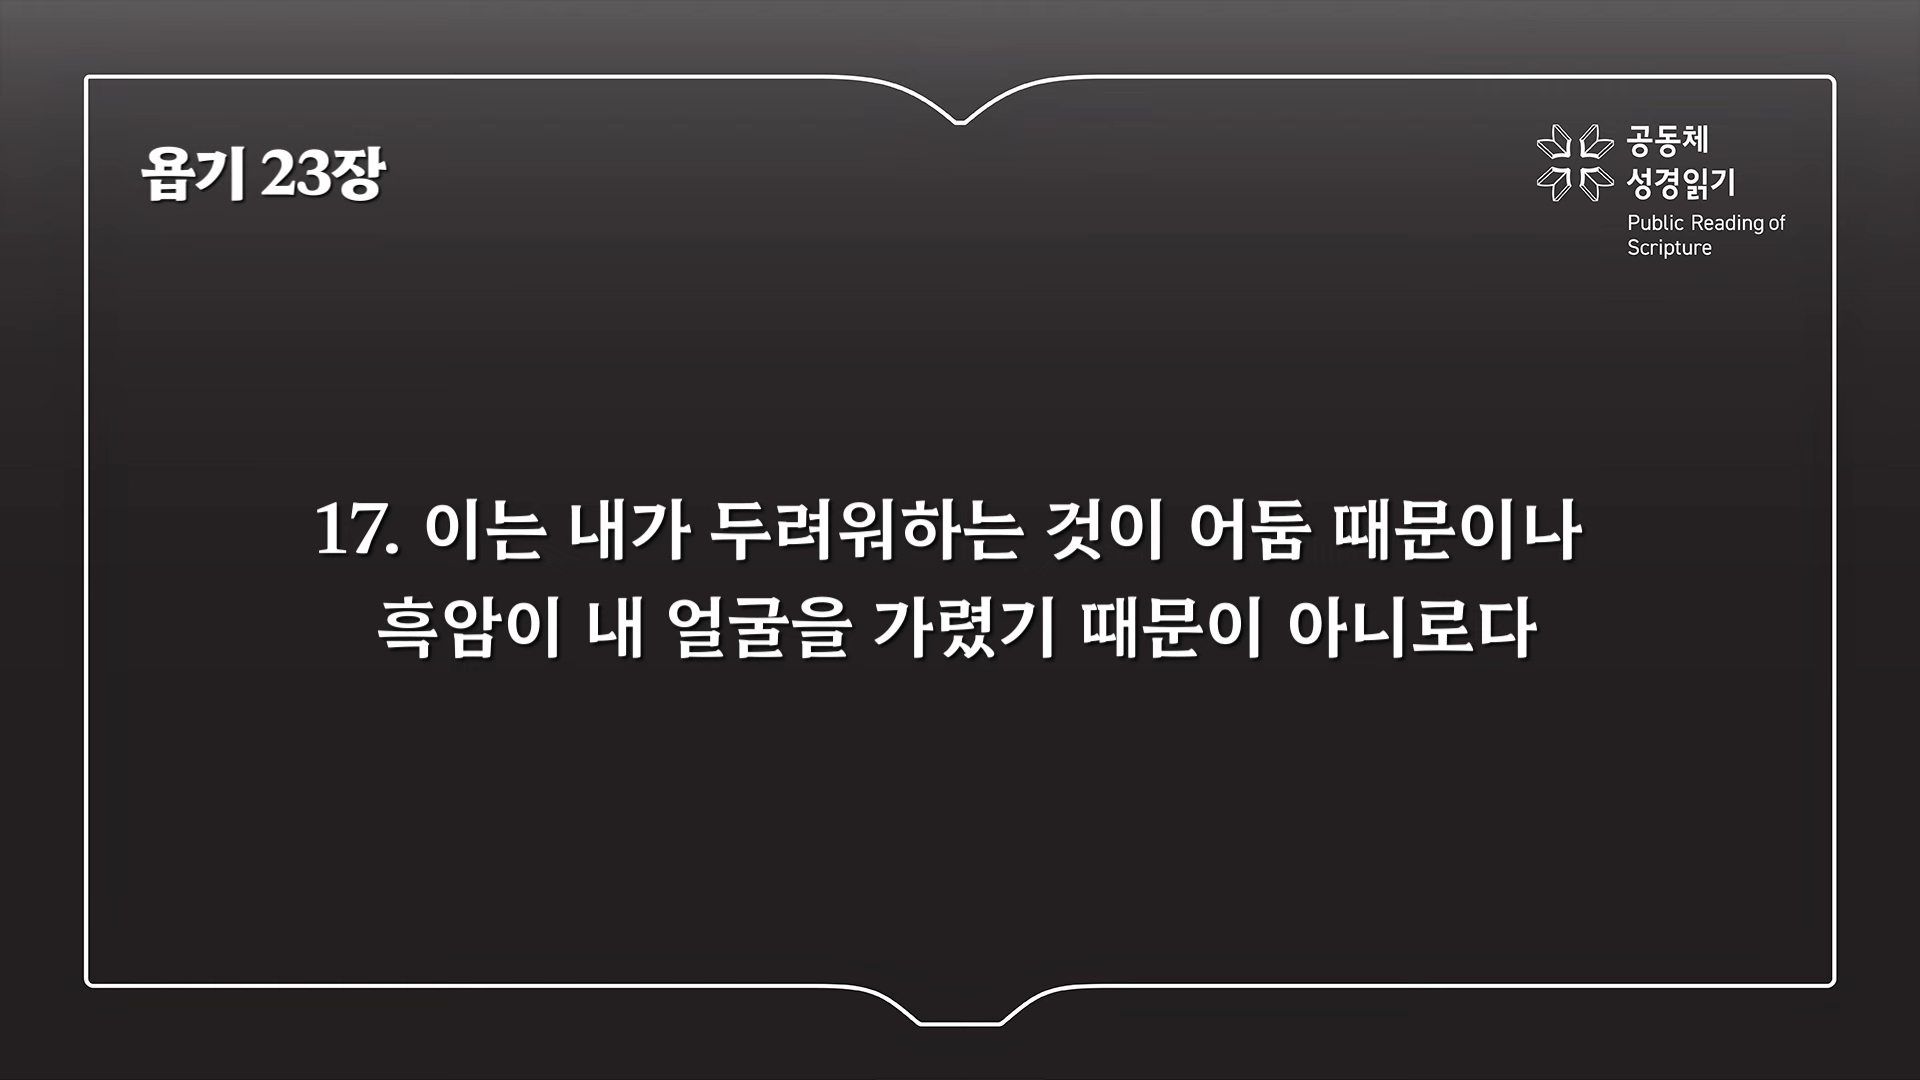 욥기 23장
공동체
성경읽기
Public Reading of
Scripture
17. 이는 내가 두려워하는 것이 어둠 때문이나
흑암이 내 얼굴을 가렸기 때문이 아니로다